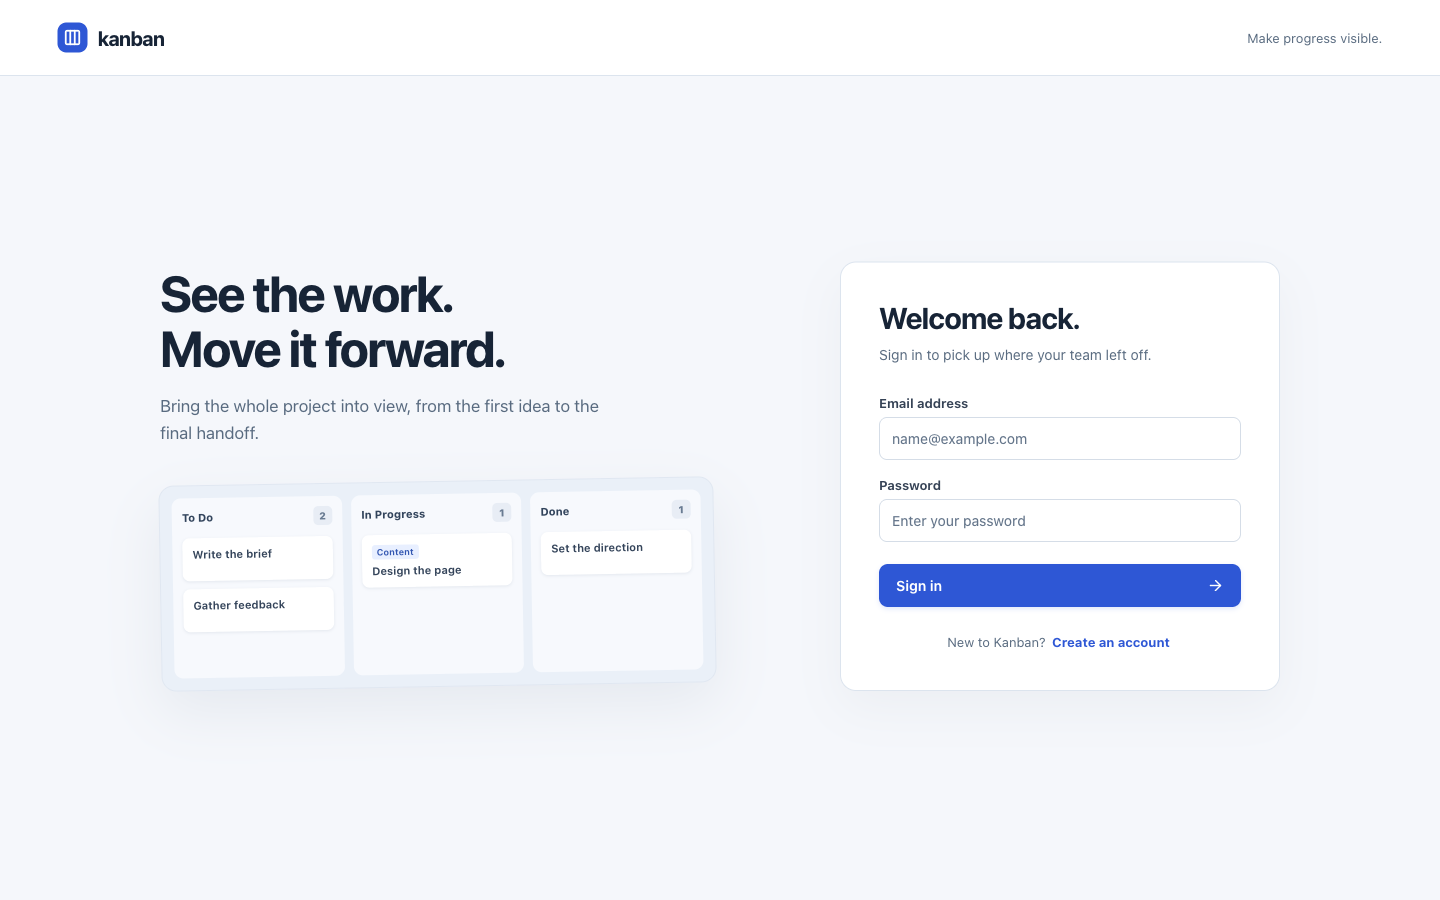 kanban
Make progress visible.
See the work.
Move it forward.
Bring the whole project into view, from the first idea to the
final handoff.
To Do
2
Write the brief
Gather feedback
In Progress
1
Content
Design the page
Done
1
Set the direction
Welcome back.
Sign in to pick up where your team left off.
Email address
name@example.com
Password
Enter your password
Sign in
New to Kanban? Create an account